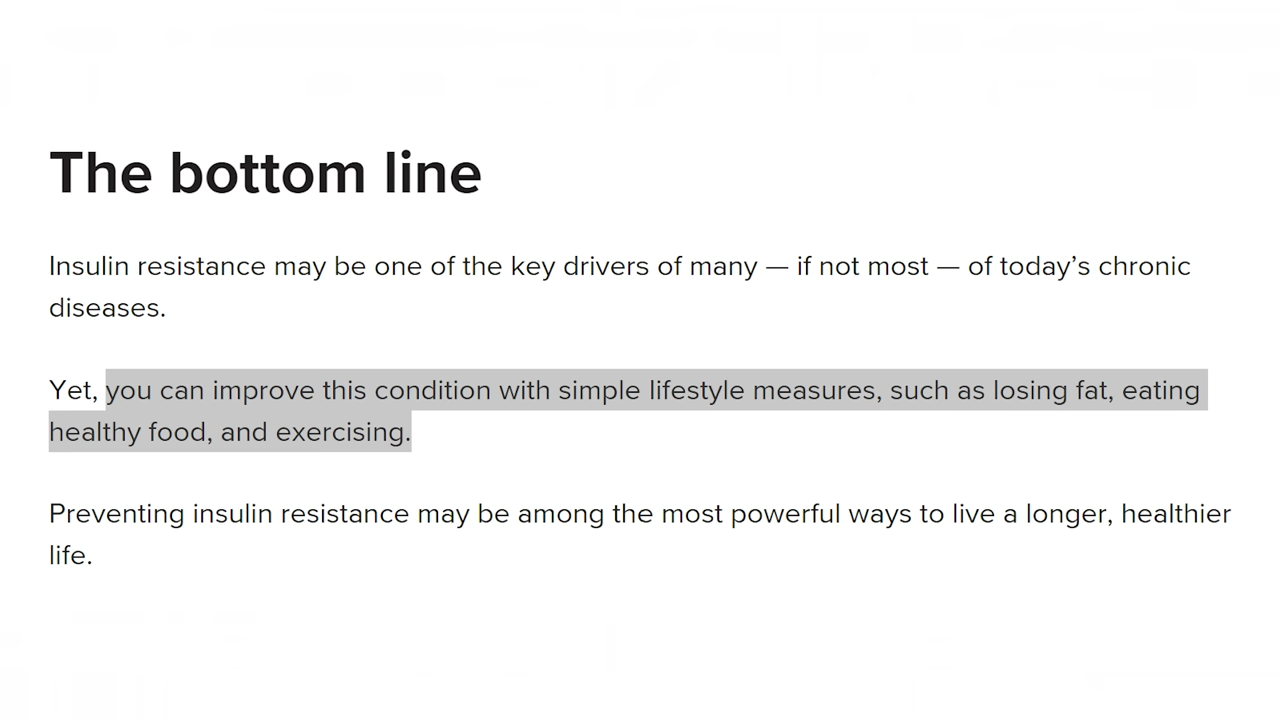 The bottom line
Insulin resistance may be one of the key drivers of many — if not most — of today’s chronic
diseases.
Yet, you can improve this condition with simple lifestyle measures, such as losing fat, eating
healthy food, and exercising.
Preventing insulin resistance may be among the most powerful ways to live a longer, healthier
life.